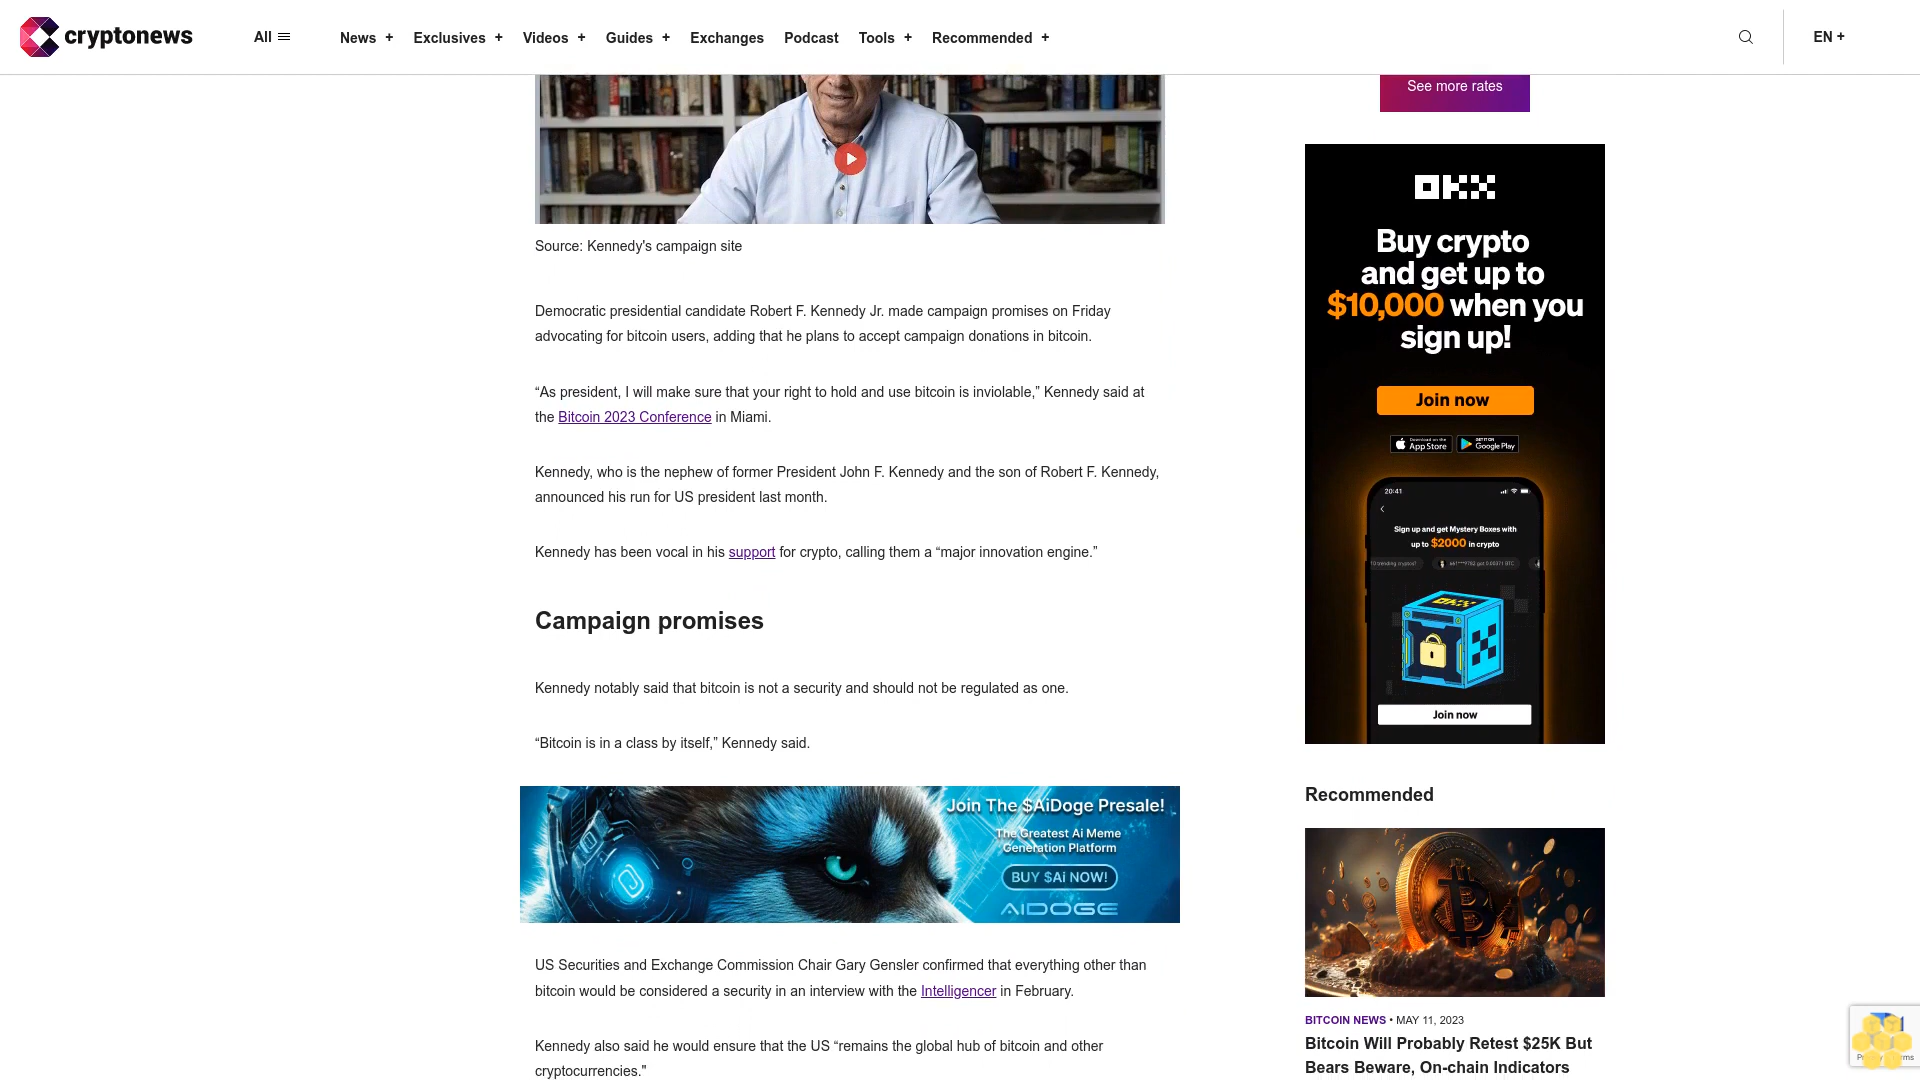 cryptonews
All
News +
Exclusives +
Videos +
Guides +
Exchanges
Podcast
Tools +
Recommended +
EN +
See more rates
Source: Kennedy's campaign site
Democratic presidential candidate Robert F. Kennedy Jr. made campaign promises on Friday
advocating for bitcoin users, adding that he plans to accept campaign donations in bitcoin.
“As president, I will make sure that your right to hold and use bitcoin is inviolable,” Kennedy said at
the Bitcoin 2023 Conference in Miami.
Kennedy, who is the nephew of former President John F. Kennedy and the son of Robert F. Kennedy,
announced his run for US president last month.
Kennedy has been vocal in his support for crypto, calling them a “major innovation engine.”
Campaign promises
Kennedy notably said that bitcoin is not a security and should not be regulated as one.
“Bitcoin is in a class by itself,” Kennedy said.
Join The $AiDoge Presale!
The Greatest Ai Meme
Generation Platform
BUY $Ai NOW!
AIDOGE
US Securities and Exchange Commission Chair Gary Gensler confirmed that everything other than
bitcoin would be considered a security in an interview with the Intelligencer in February.
Kennedy also said he would ensure that the US “remains the global hub of bitcoin and other
cryptocurrencies."
OKX
Buy crypto
and get up to
$10,000 when you
sign up!
Join now
Download on the App Store
GET IT ON Google Play
20:41
Sign up and get Mystery Boxes with
up to $2000 in crypto
OKX
Join now
Recommended
BITCOIN NEWS • MAY 11, 2023
Bitcoin Will Probably Retest $25K But
Bears Beware, On-chain Indicators